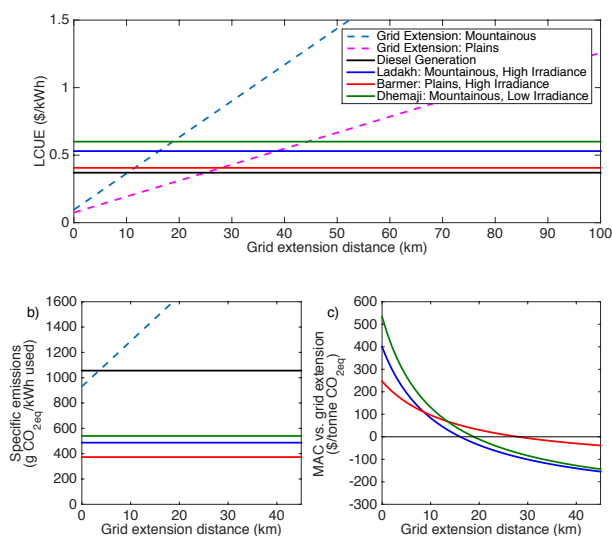 1.5
1
0.5
0
LCUE ($/kWh)
Grid Extension: Mountainous
Grid Extension: Plains
Diesel Generation
Ladakh: Mountainous, High Irradiance
Barmer: Plains, High Irradiance
Dhemaji: Mountainous, Low Irradiance
0 10 20 30 40 50 60 70 80 90 100
Grid extension distance (km)
b)
1600
1400
1200
1000
800
600
400
200
0
Specific emissions
(g CO2eq/kWh used)
0 10 20 30 40
Grid extension distance (km)
c)
600
500
400
300
200
100
0
-100
-200
-300
MAC vs. grid extension
($/tonne CO2eq)
0 10 20 30 40
Grid extension distance (km)